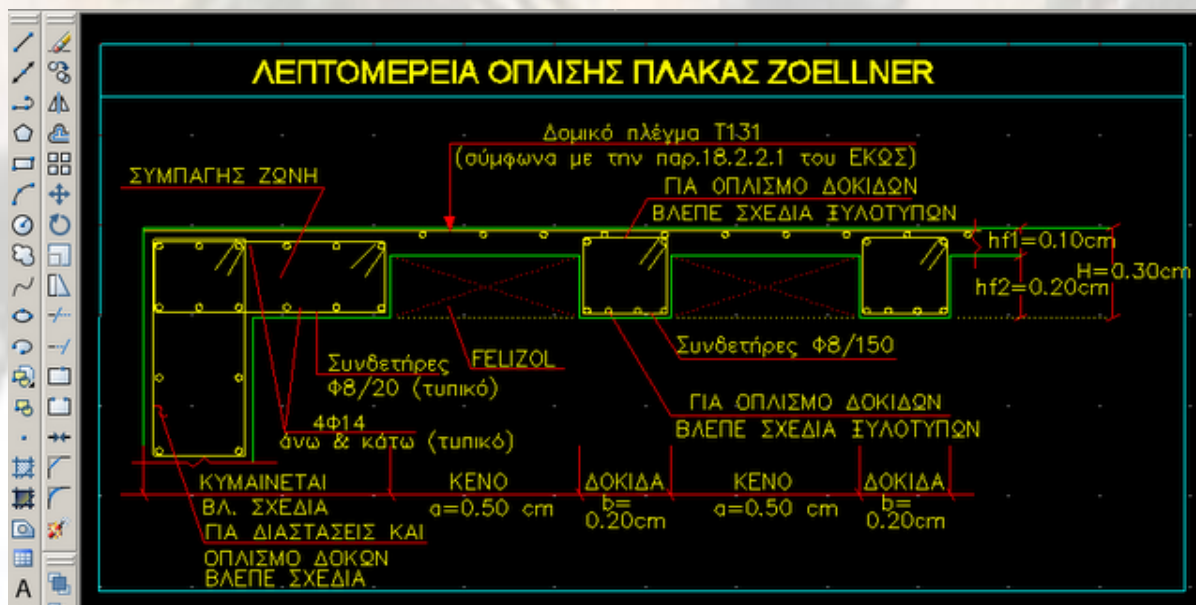 ΛΕΠΤΟΜΕΡΕΙΑ ΟΠΛΙΣΗΣ ΠΛΑΚΑΣ ZOELLNER
Δομικό πλέγμα Τ131
(σύμφωνα με την παρ.18.2.2.1 του ΕΚΩΣ)
ΣΥΜΠΑΓΗΣ ΖΩΝΗ
ΓΙΑ ΟΠΛΙΣΜΟ ΔΟΚΙΔΩΝ
ΒΛΕΠΕ ΣΧΕΔΙΑ ΞΥΛΟΤΥΠΩΝ
hf1=0.10cm
H=0.30cm
hf2=0.20cm
Συνδετήρες Φ8/150
Συνδετήρες
Φ8/20 (τυπικό)
FELIZOL
4Φ14
άνω & κάτω (τυπικό)
ΓΙΑ ΟΠΛΙΣΜΟ ΔΟΚΙΔΩΝ
ΒΛΕΠΕ ΣΧΕΔΙΑ ΞΥΛΟΤΥΠΩΝ
ΚΥΜΑΙΝΕΤΑΙ
ΒΛ. ΣΧΕΔΙΑ
ΚΕΝΟ
a=0.50 cm
ΔΟΚΙΔΑ
b=
0.20cm
ΚΕΝΟ
a=0.50 cm
ΔΟΚΙΔΑ
b=
0.20cm
ΓΙΑ ΔΙΑΣΤΑΣΕΙΣ ΚΑΙ
ΟΠΛΙΣΜΟ ΔΟΚΩΝ
ΒΛΕΠΕ ΣΧΕΔΙΑ
A